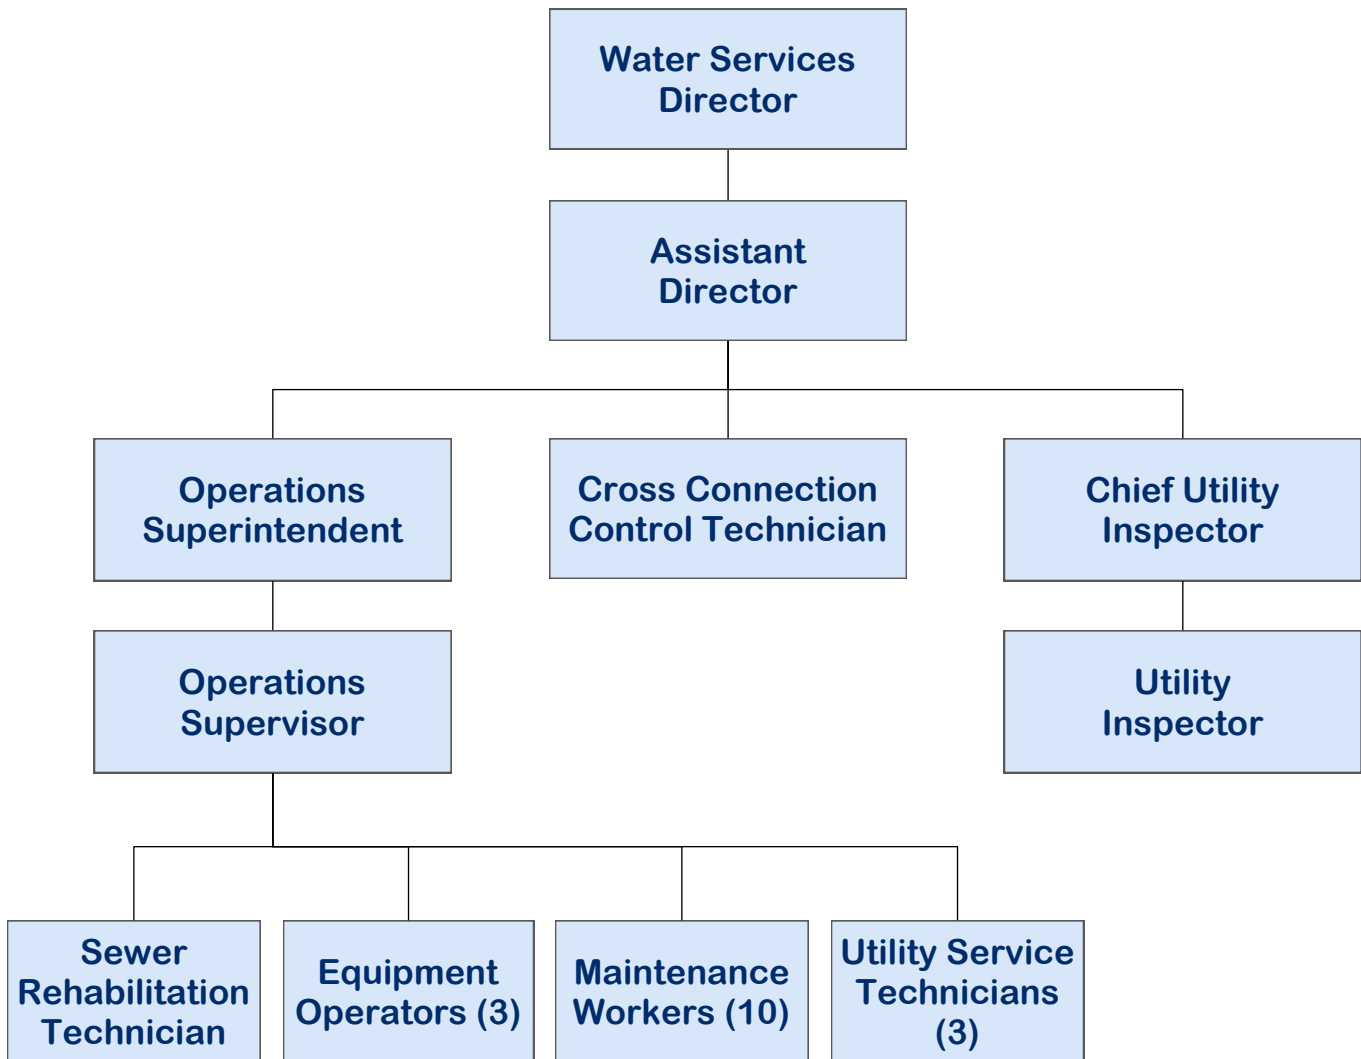 Water Services
Director
Assistant
Director
Operations
Superintendent
Cross Connection
Control Technician
Chief Utility
Inspector
Operations
Supervisor
Utility
Inspector
Sewer
Rehabilitation
Technician
Equipment
Operators (3)
Maintenance
Workers (10)
Utility Service
Technicians
(3)